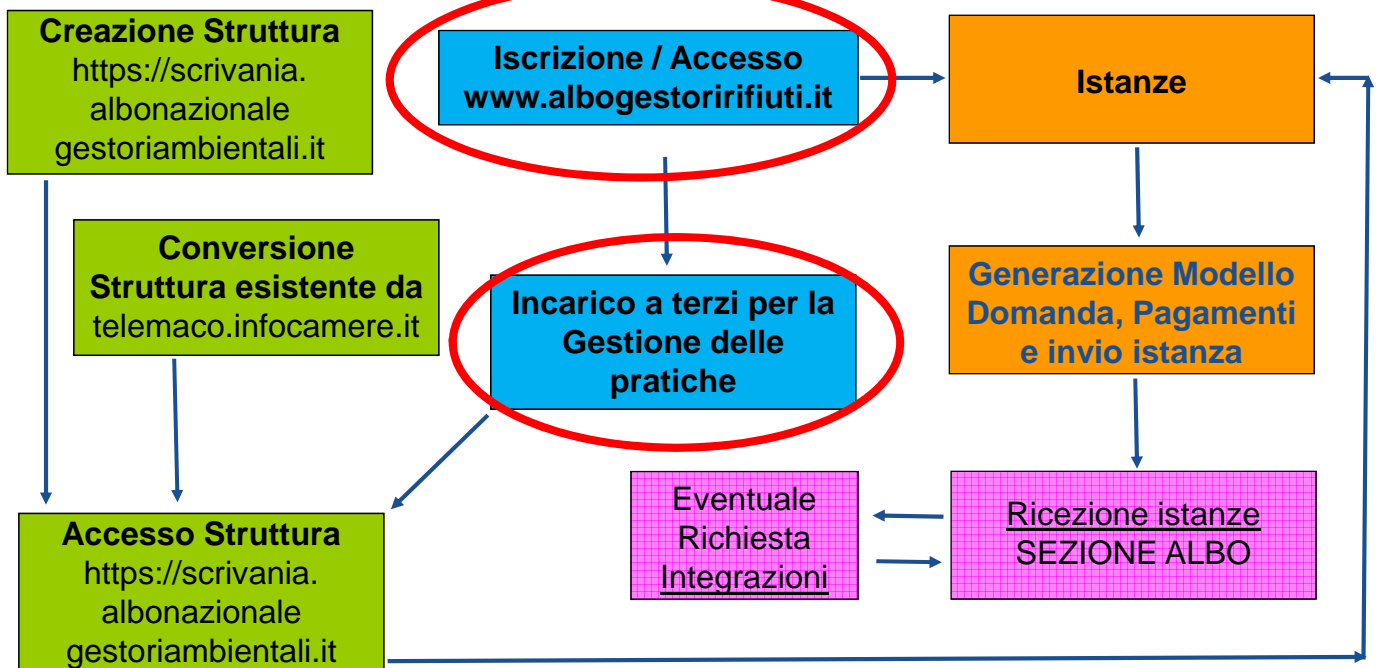 Creazione Struttura
https://scrivania.
albonazionale
gestoriambientali.it
Iscrizione / Accesso
www.albogestoririfiuti.it
Istanze
Conversione
Struttura esistente da
telemaco.infocamere.it
Incarico a terzi per la
Gestione delle
pratiche
Generazione Modello
Domanda, Pagamenti
e invio istanza
Accesso Struttura
https://scrivania.
albonazionale
gestoriambientali.it
Eventuale
Richiesta
Integrazioni
Ricezione istanze
SEZIONE ALBO